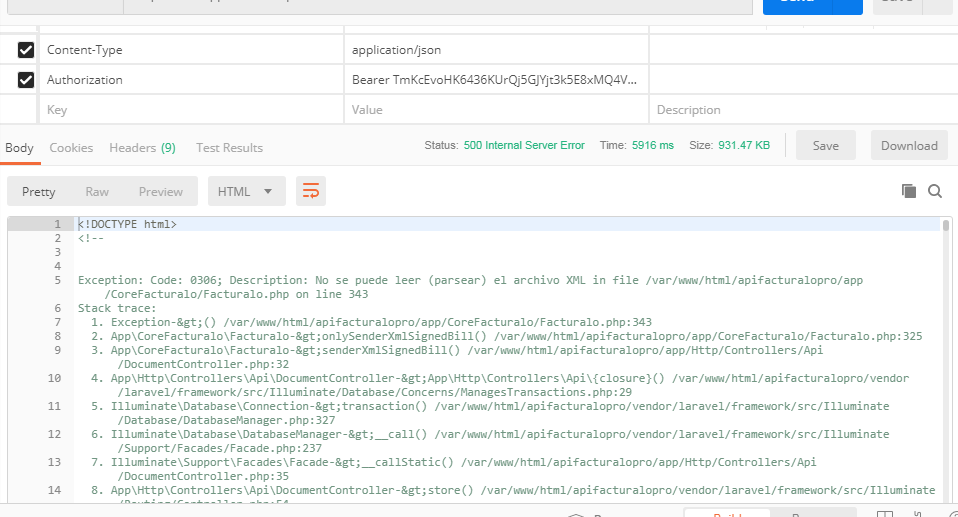 Content-Type application/json
Authorization Bearer TmKcEvoHK6436KUrQj5GJYjt3k5E8xMQ4V...
Key Value Description
Body Cookies Headers (9) Test Results Status: 500 Internal Server Error Time: 5916 ms Size: 931.47 KB Save Download
Pretty Raw Preview HTML
1 <!DOCTYPE html>
2 <!--
3
4
5 Exception: Code: 0306; Description: No se puede leer (parsear) el archivo XML in file /var/www/html/apifacturalopro/app
/CoreFacturalo/Facturalo.php on line 343
6 Stack trace:
7 1. Exception-&gt;() /var/www/html/apifacturalopro/app/CoreFacturalo/Facturalo.php:343
8 2. App\CoreFacturalo\Facturalo-&gt;onlySenderXmlSignedBill() /var/www/html/apifacturalopro/app/CoreFacturalo/Facturalo.php:325
9 3. App\CoreFacturalo\Facturalo-&gt;senderXmlSignedBill() /var/www/html/apifacturalopro/app/Http/Controllers/Api
/DocumentController.php:32
10 4. App\Http\Controllers\Api\DocumentController-&gt;App\Http\Controllers\Api\{closure}() /var/www/html/apifacturalopro/vendor
/laravel/framework/src/Illuminate/Database/Concerns/ManagesTransactions.php:29
11 5. Illuminate\Database\Connection-&gt;transaction() /var/www/html/apifacturalopro/vendor/laravel/framework/src/Illuminate
/Database/DatabaseManager.php:327
12 6. Illuminate\Database\DatabaseManager-&gt;__call() /var/www/html/apifacturalopro/vendor/laravel/framework/src/Illuminate
/Support/Facades/Facade.php:237
13 7. Illuminate\Support\Facades\Facade-&gt;__callStatic() /var/www/html/apifacturalopro/app/Http/Controllers/Api
/DocumentController.php:35
14 8. App\Http\Controllers\Api\DocumentController-&gt;store() /var/www/html/apifacturalopro/vendor/laravel/framework/src/Illuminate